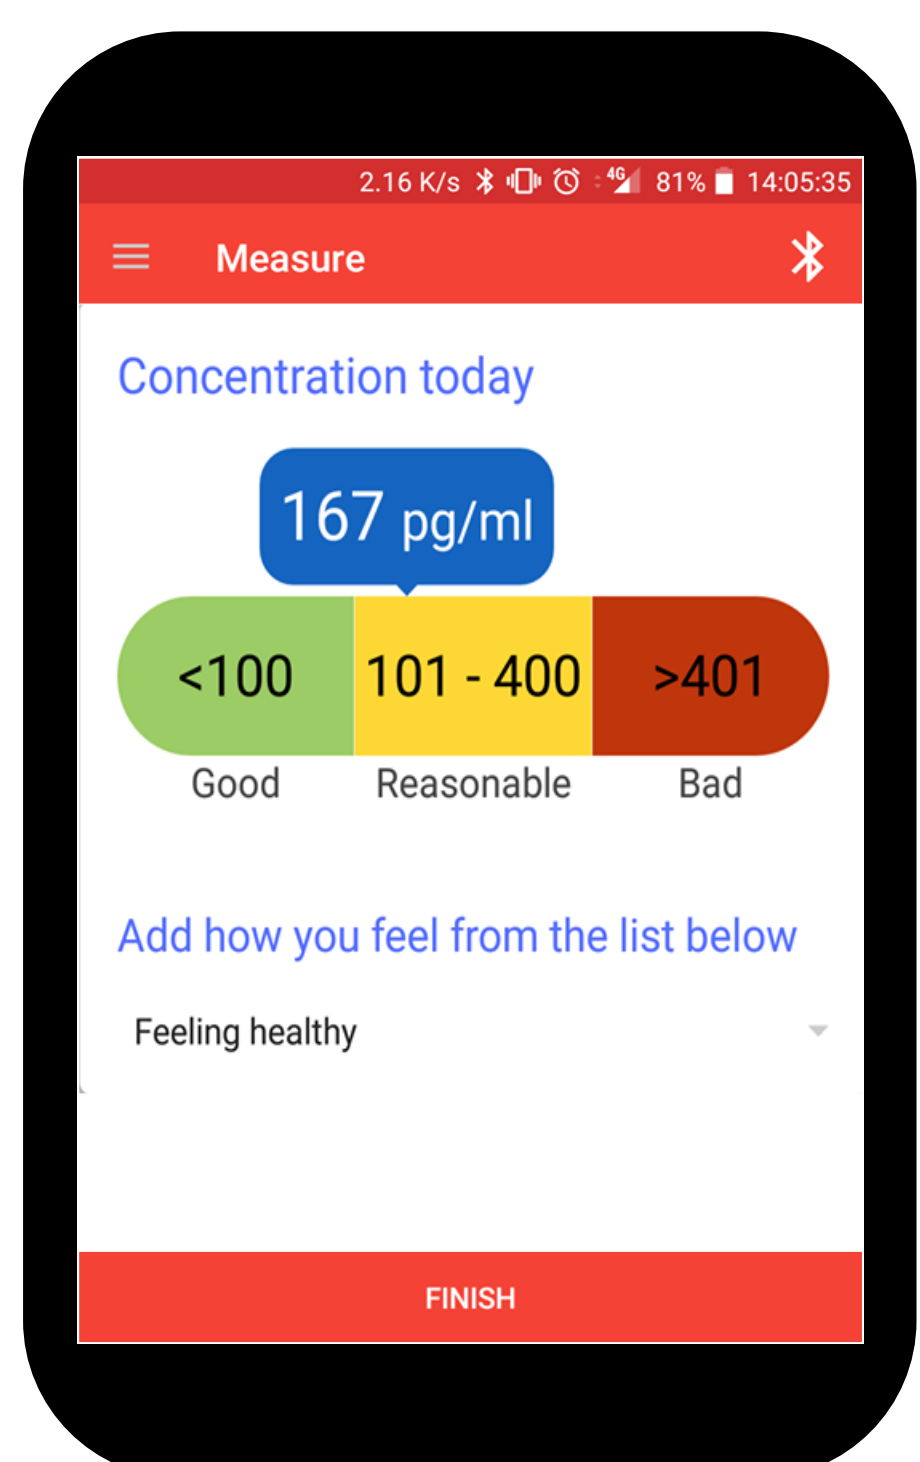 2.16 K/s 4G 81% 14:05:35
Measure
Concentration today
167 pg/ml
<100 101 - 400 >401
Good Reasonable Bad
Add how you feel from the list below
Feeling healthy
FINISH